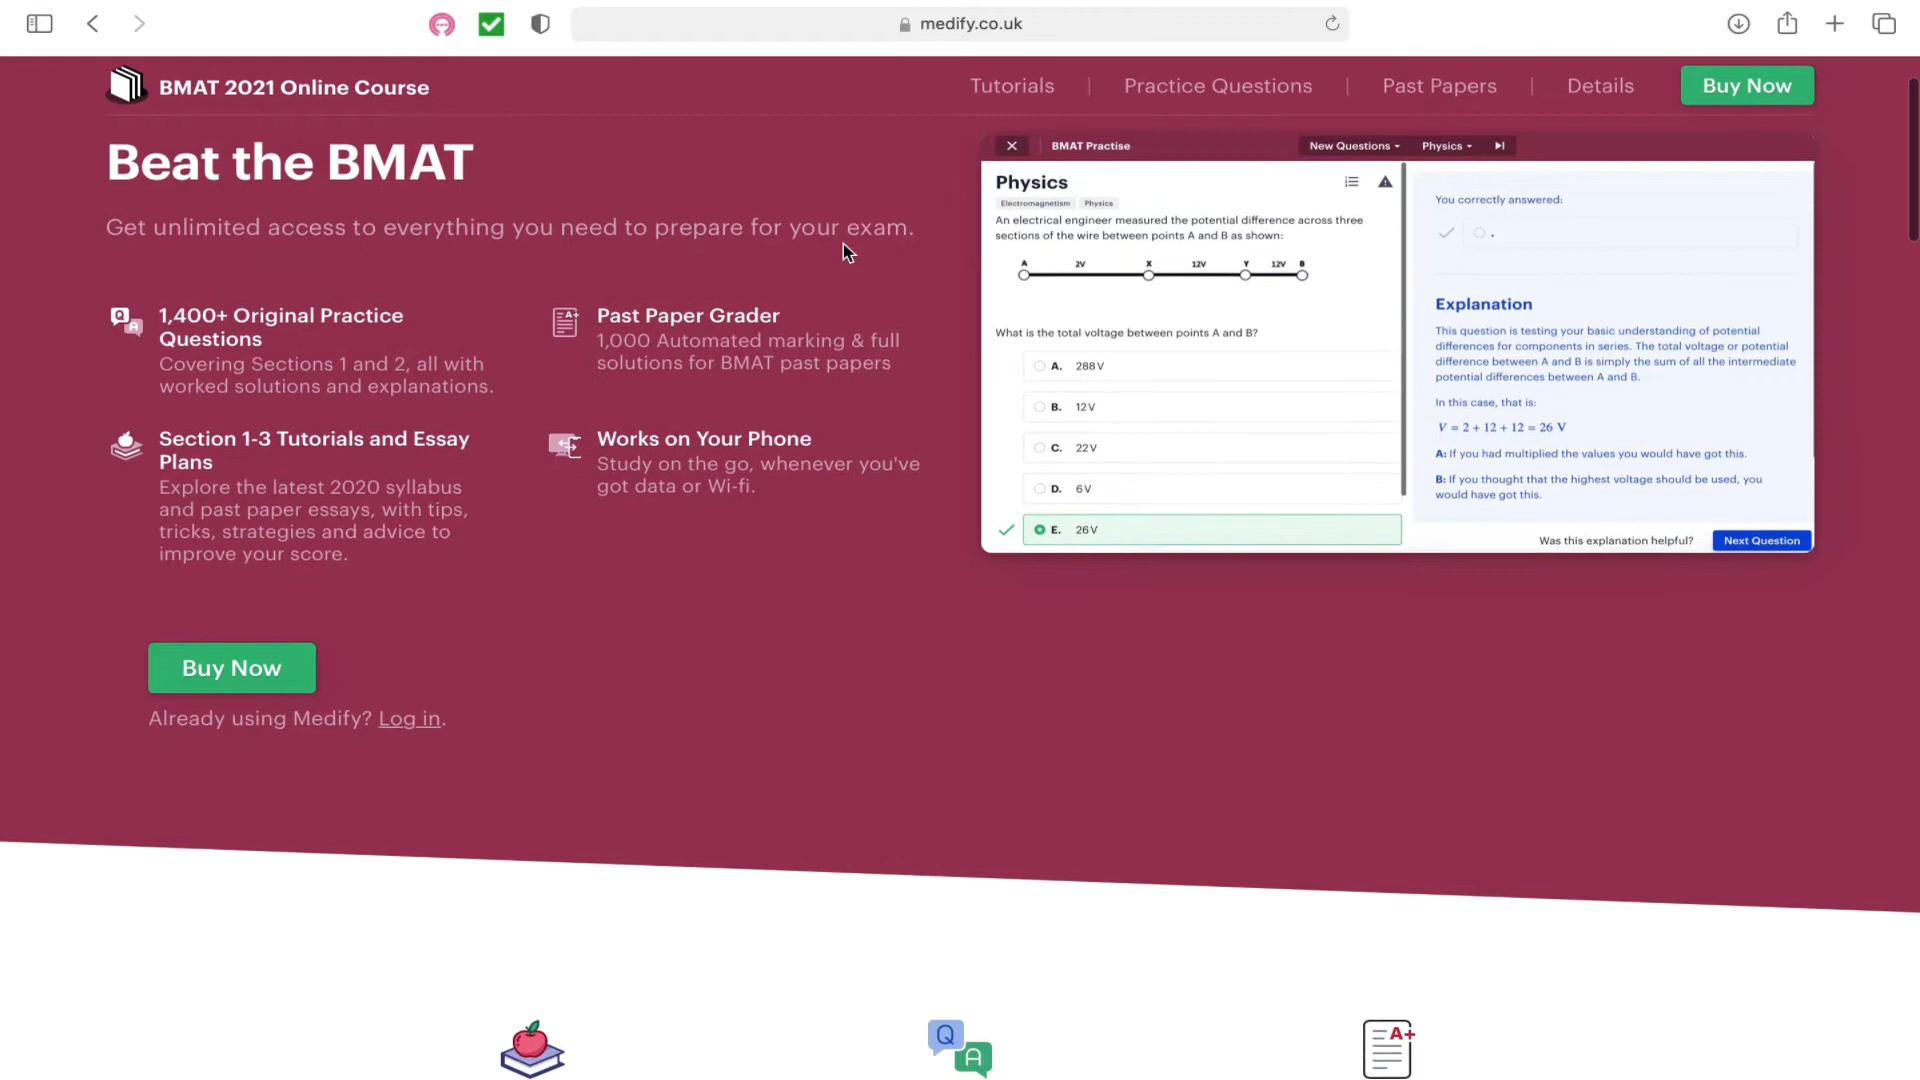 medify.co.uk
BMAT 2021 Online Course
Tutorials | Practice Questions | Past Papers | Details
Buy Now
Beat the BMAT
Get unlimited access to everything you need to prepare for your exam.
Q
A
1,400+ Original Practice
Questions
Covering Sections 1 and 2, all with
worked solutions and explanations.
A+
Past Paper Grader
1,000 Automated marking & full
solutions for BMAT past papers
Section 1-3 Tutorials and Essay
Plans
Explore the latest 2020 syllabus
and past paper essays, with tips,
tricks, strategies and advice to
improve your score.
Works on Your Phone
Study on the go, whenever you've
got data or Wi-fi.
Buy Now
Already using Medify? Log in.
BMAT Practise
New Questions
Physics
Physics
Electromagnetism
Physics
An electrical engineer measured the potential difference across three
sections of the wire between points A and B as shown:
A 2V X 12V Y 12V B
What is the total voltage between points A and B?
A. 288 V
B. 12 V
C. 22 V
D. 6 V
E. 26 V
You correctly answered:
.
Explanation
This question is testing your basic understanding of potential
differences for components in series. The total voltage or potential
difference between A and B is simply the sum of all the intermediate
potential differences between A and B.
In this case, that is:
V = 2 + 12 + 12 = 26 V
A: If you had multiplied the values you would have got this.
B: If you thought that the highest voltage should be used, you
would have got this.
Was this explanation helpful?
Next Question
Q
A
A+